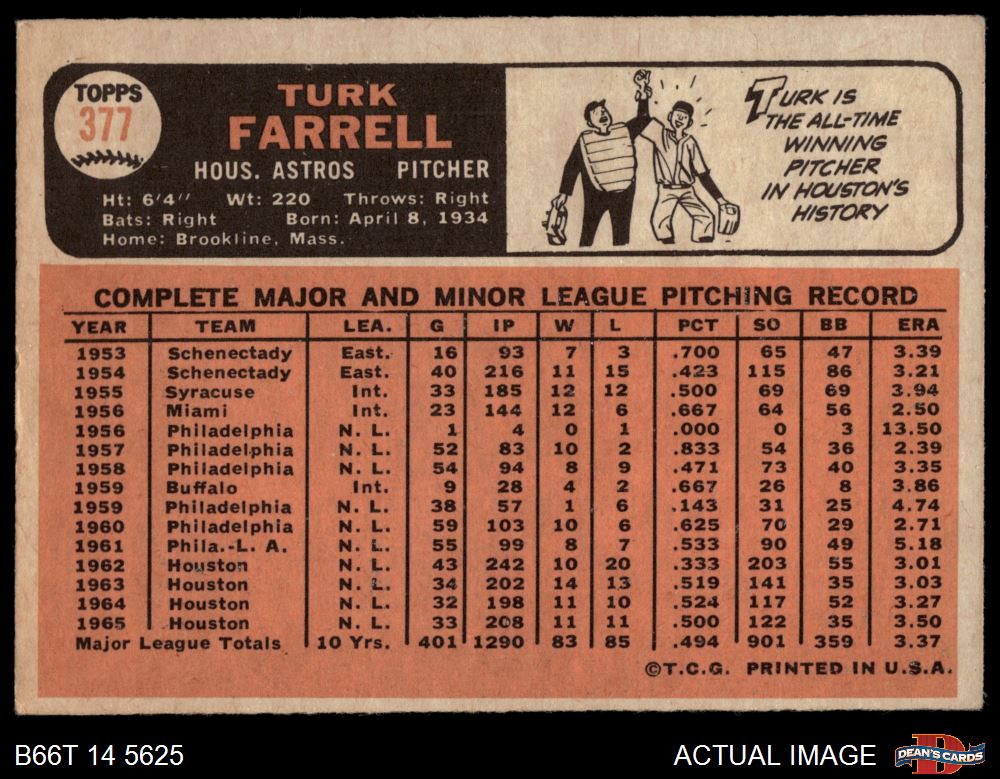 TOPPS
377
TURK
FARRELL
HOUS. ASTROS PITCHER
Ht: 6'4" Wt: 220 Throws: Right
Bats: Right Born: April 8, 1934
Home: Brookline, Mass.
TURK IS
THE ALL-TIME
WINNING
PITCHER
IN HOUSTON'S
HISTORY
COMPLETE MAJOR AND MINOR LEAGUE PITCHING RECORD
YEAR TEAM LEA. G IP W L PCT SO BB ERA
1953 Schenectady East. 16 93 7 3 .700 65 47 3.39
1954 Schenectady East. 40 216 11 15 .423 115 86 3.21
1955 Syracuse Int. 33 185 12 12 .500 69 69 3.94
1956 Miami Int. 23 144 12 6 .667 64 56 2.50
1956 Philadelphia N. L. 1 4 0 1 .000 0 3 13.50
1957 Philadelphia N. L. 52 83 10 2 .833 54 36 2.39
1958 Philadelphia N. L. 54 94 8 9 .471 73 40 3.35
1959 Buffalo Int. 9 28 4 2 .667 26 8 3.86
1959 Philadelphia N. L. 38 57 1 6 .143 31 25 4.74
1960 Philadelphia N. L. 59 103 10 6 .625 70 29 2.71
1961 Phila.-L. A. N. L. 55 99 8 7 .533 90 49 5.18
1962 Houston N. L. 43 242 10 20 .333 203 55 3.01
1963 Houston N. L. 34 202 14 13 .519 141 35 3.03
1964 Houston N. L. 32 198 11 10 .524 117 52 3.27
1965 Houston N. L. 33 208 11 11 .500 122 35 3.50
Major League Totals 10 Yrs. 401 1290 83 85 .494 901 359 3.37
©T.C.G. PRINTED IN U.S.A.
B66T 14 5625 ACTUAL IMAGE DEAN'S CARDS